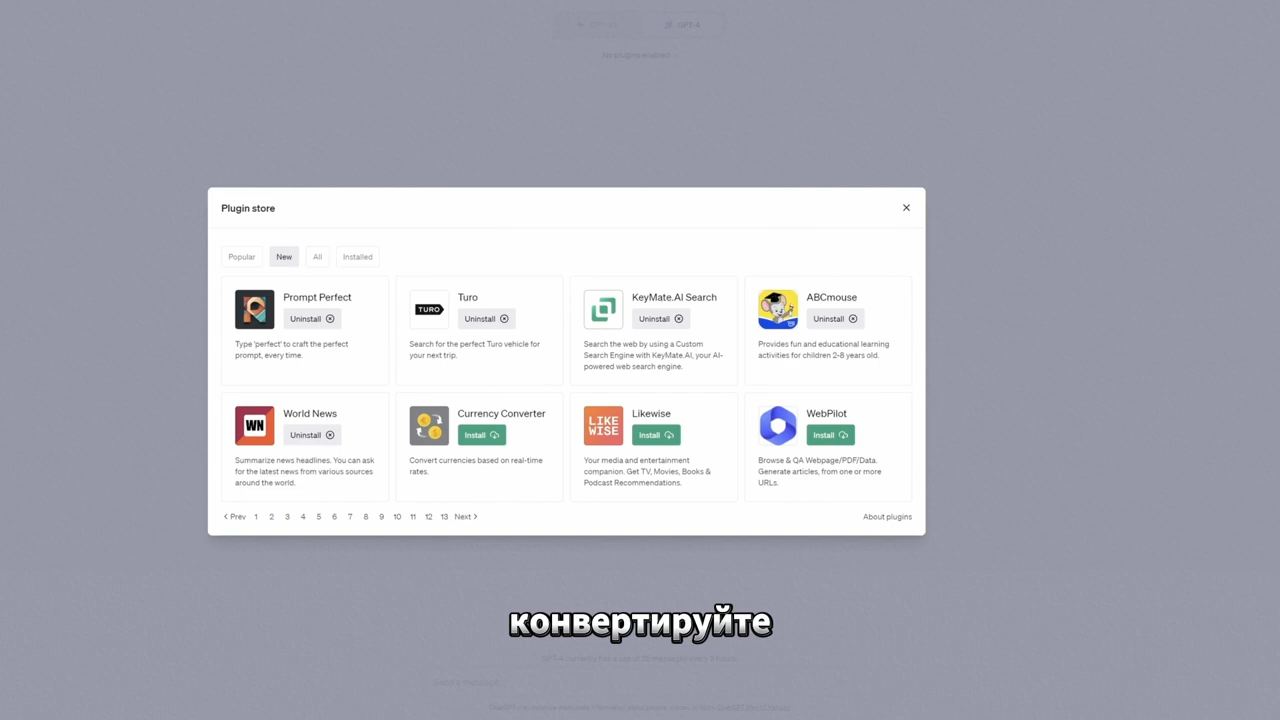 GPT-4
No plugins enabled
Plugin store
Popular
New
All
Installed
Prompt Perfect
Uninstall
Type 'perfect' to craft the perfect
prompt, every time.
TURO
Turo
Uninstall
Search for the perfect Turo vehicle for
your next trip.
KeyMate.AI Search
Uninstall
Search the web by using a Custom
Search Engine with KeyMate.AI, your AI-
powered web search engine.
ABCmouse
Uninstall
Provides fun and educational learning
activities for children 2-8 years old.
WN
World News
Uninstall
Summarize news headlines. You can ask
for the latest news from various sources
around the world.
Currency Converter
Install
Convert currencies based on real-time
rates.
LIKE
WISE
Likewise
Install
Your media and entertainment
companion. Get TV, Movies, Books &
Podcast Recommendations.
WebPilot
Install
Browse & QA Webpage/PDF/Data.
Generate articles, from one or more
URLs.
Prev 1 2 3 4 5 6 7 8 9 10 11 12 13 Next
About plugins
конвертируйте